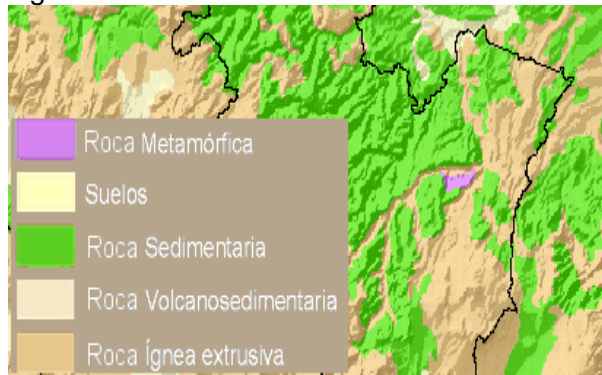 Roca Metamórfica
Suelos
Roca Sedimentaria
Roca Volcanosedimentaria
Roca Ígnea extrusiva